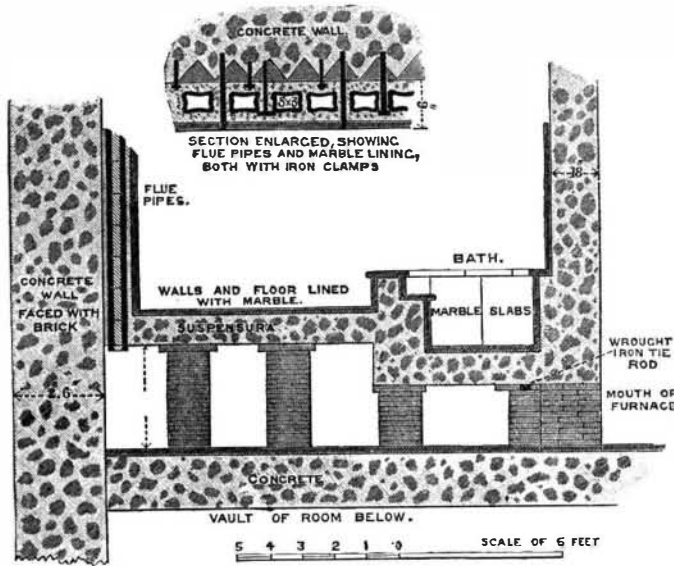 CONCRETE WALL.
8x8
6"
SECTION ENLARGED, SHOWING
FLUE PIPES AND MARBLE LINING,
BOTH WITH IRON CLAMPS
18
FLUE
PIPES.
BATH.
CONCRETE
WALL
FACED WITH
BRICK
WALLS AND FLOOR LINED
WITH MARBLE.
MARBLE SLABS
SUSPENSURA
WROUGHT
IRON TIE
ROD
2.6
MOUTH OF
FURNACE
CONCRETE
VAULT OF ROOM BELOW.
5 4 3 2 1 0
SCALE OF 5 FEET